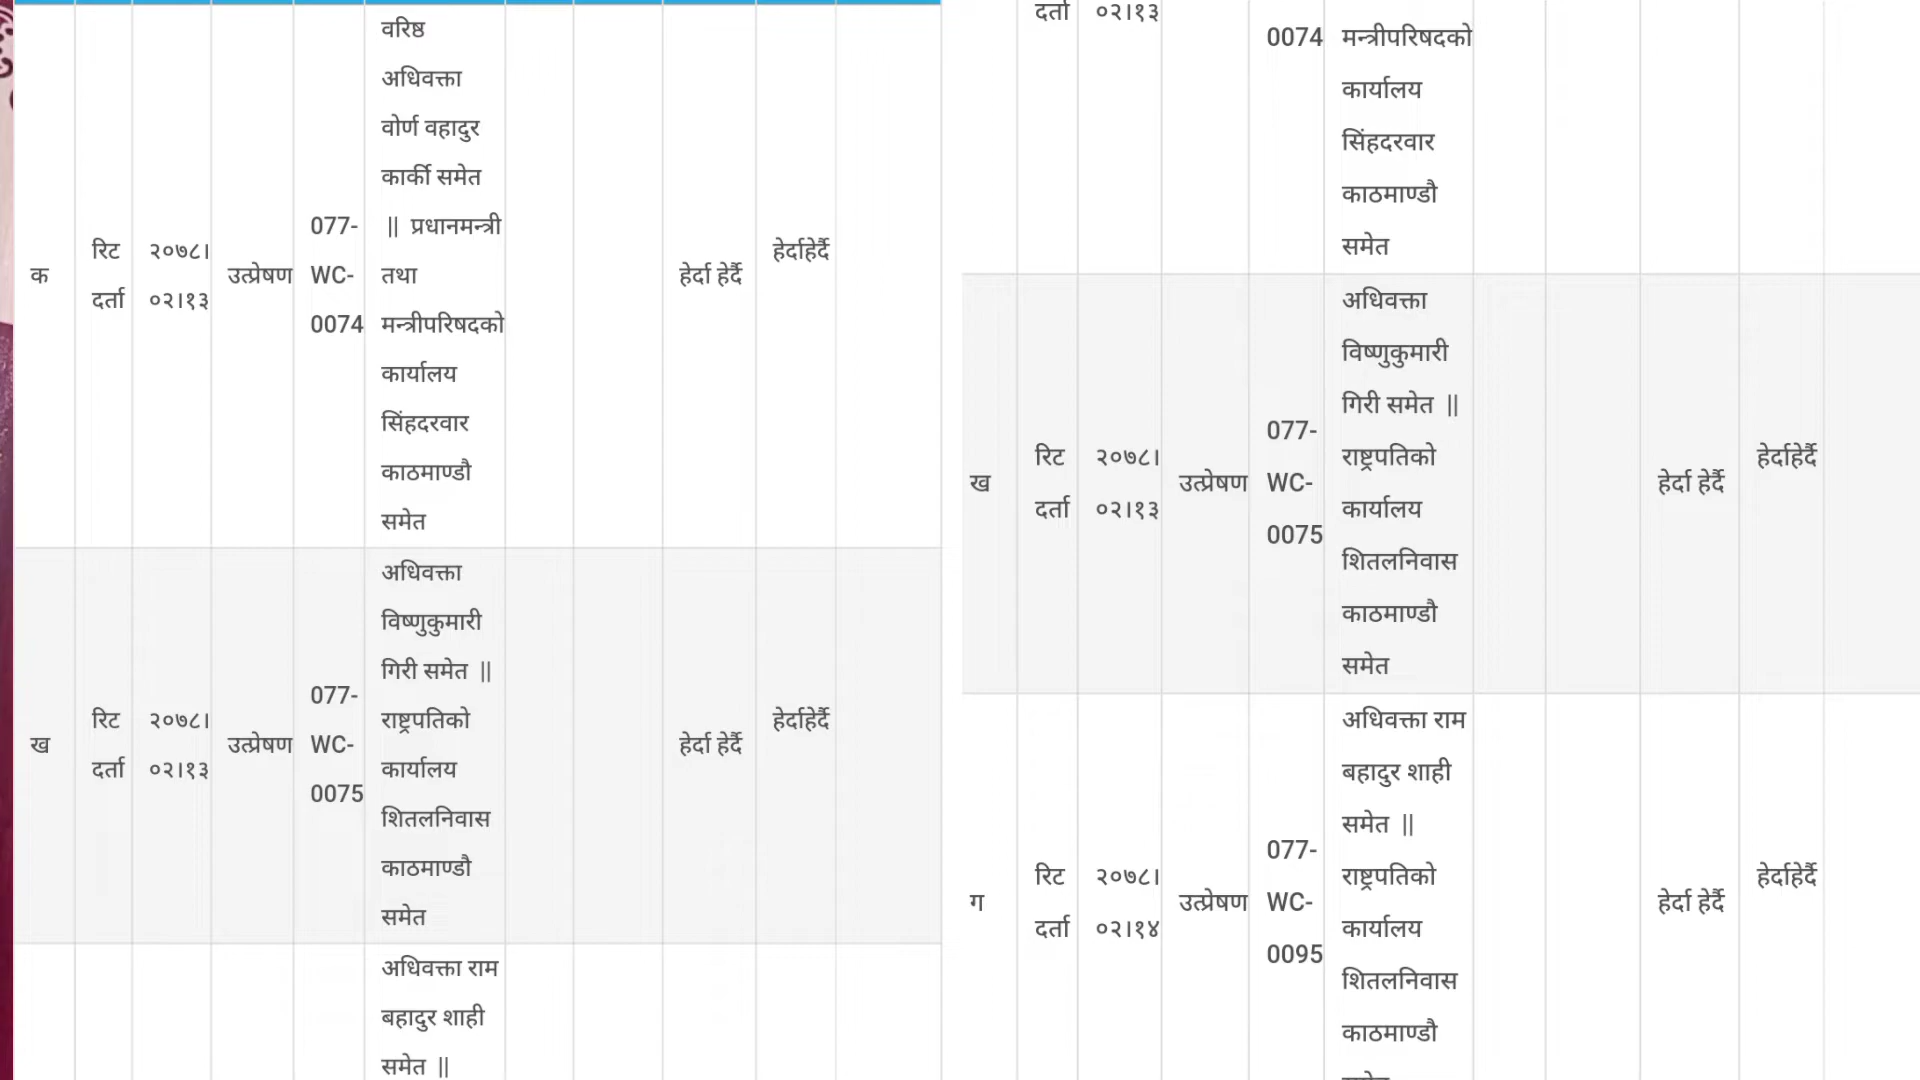 क
रिट
दर्ता
२०७८।
०२।१३
उत्प्रेषण
077-
WC-
0074
वरिष्ठ
अधिवक्ता
वोर्ण वहादुर
कार्की समेत
|| प्रधानमन्त्री
तथा
मन्त्रीपरिषदको
कार्यालय
सिंहदरवार
काठमाण्डौ
समेत
हेर्दा हेर्दै
हेर्दाहेर्दै
ख
रिट
दर्ता
२०७८।
०२।१३
उत्प्रेषण
077-
WC-
0075
अधिवक्ता
विष्णुकुमारी
गिरी समेत ||
राष्ट्रपतिको
कार्यालय
शितलनिवास
काठमाण्डौ
समेत
हेर्दा हेर्दै
हेर्दाहेर्दै
अधिवक्ता राम
बहादुर शाही
समेत ||
दर्ता
०२।१३
0074
मन्त्रीपरिषदको
कार्यालय
सिंहदरवार
काठमाण्डौ
समेत
ख
रिट
दर्ता
२०७८।
०२।१३
उत्प्रेषण
077-
WC-
0075
अधिवक्ता
विष्णुकुमारी
गिरी समेत ||
राष्ट्रपतिको
कार्यालय
शितलनिवास
काठमाण्डौ
समेत
हेर्दा हेर्दै
हेर्दाहेर्दै
ग
रिट
दर्ता
२०७८।
०२।१४
उत्प्रेषण
077-
WC-
0095
अधिवक्ता राम
बहादुर शाही
समेत ||
राष्ट्रपतिको
कार्यालय
शितलनिवास
काठमाण्डौ
हेर्दा हेर्दै
हेर्दाहेर्दै